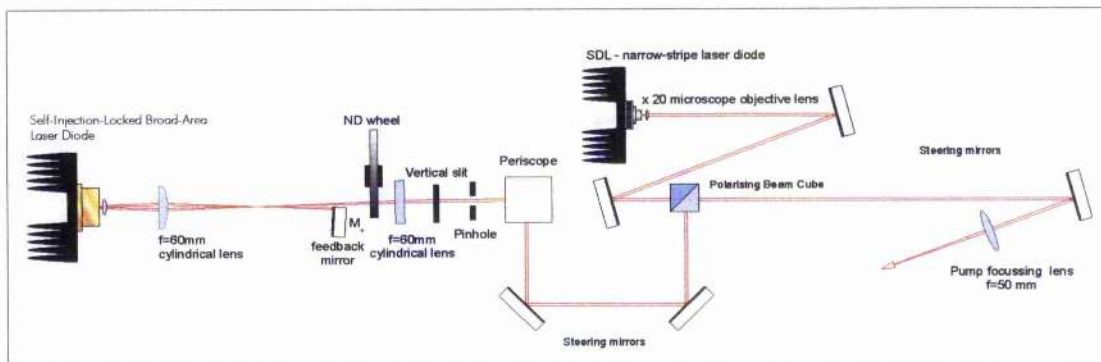 SDL - narrow-stripe laser diode
x 20 microscope objective lens
Self-Injection-Locked Broad-Area
Laser Diode
ND wheel
Vertical slit
Periscope
Steering mirrors
Polarising Beam Cube
f=60mm
cylindrical lens
M
feedback
mirror
f=60mm
cylindrical lens
Pinhole
Pump focussing lens
f=50 mm
Steering mirrors